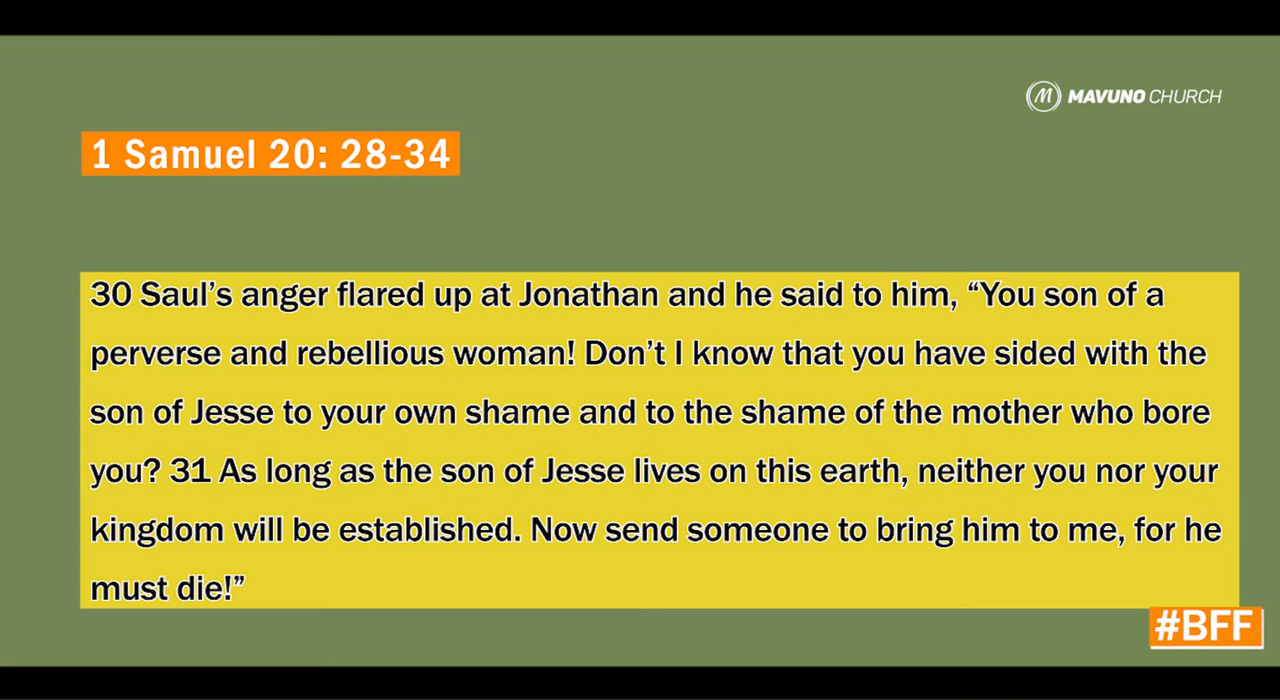 MAVUNO CHURCH
1 Samuel 20: 28-34
30 Saul’s anger flared up at Jonathan and he said to him, “You son of a
perverse and rebellious woman! Don’t I know that you have sided with the
son of Jesse to your own shame and to the shame of the mother who bore
you? 31 As long as the son of Jesse lives on this earth, neither you nor your
kingdom will be established. Now send someone to bring him to me, for he
must die!”
#BFF